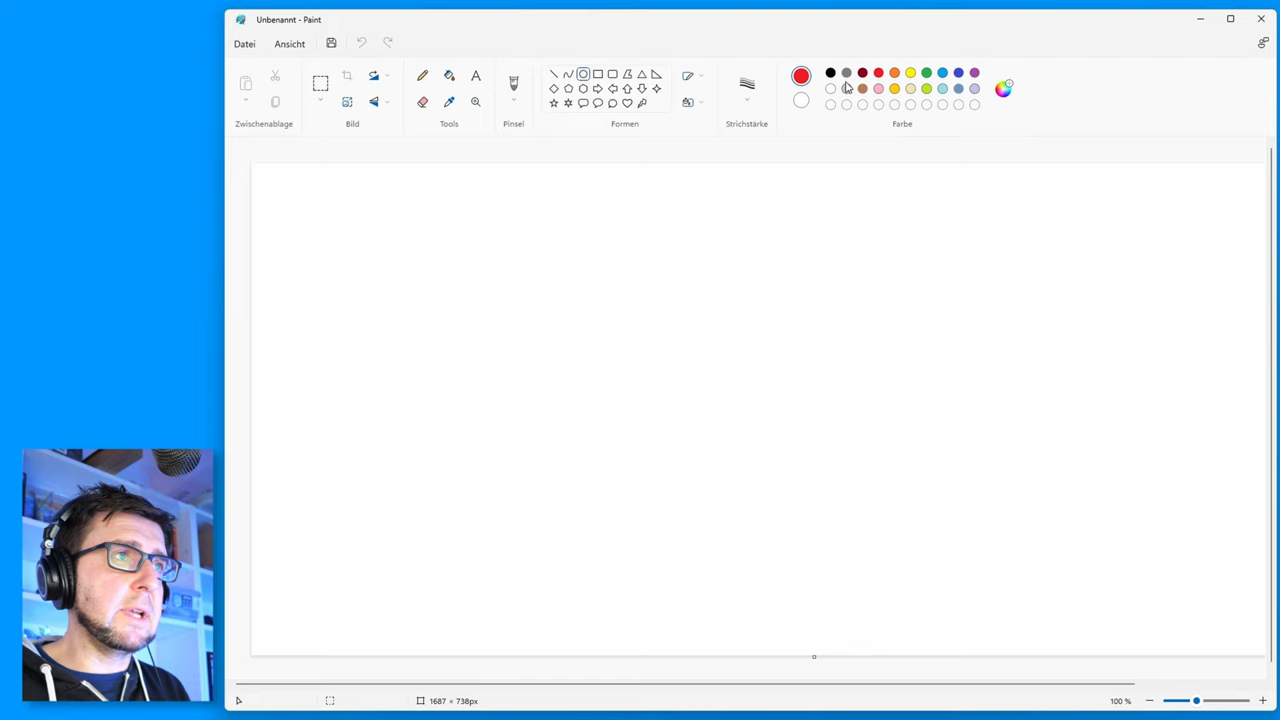 Unbenannt - Paint
Datei
Ansicht
Zwischenablage
Bild
Tools
Pinsel
Formen
Strichstärke
Farbe
1687 × 738px
100 %